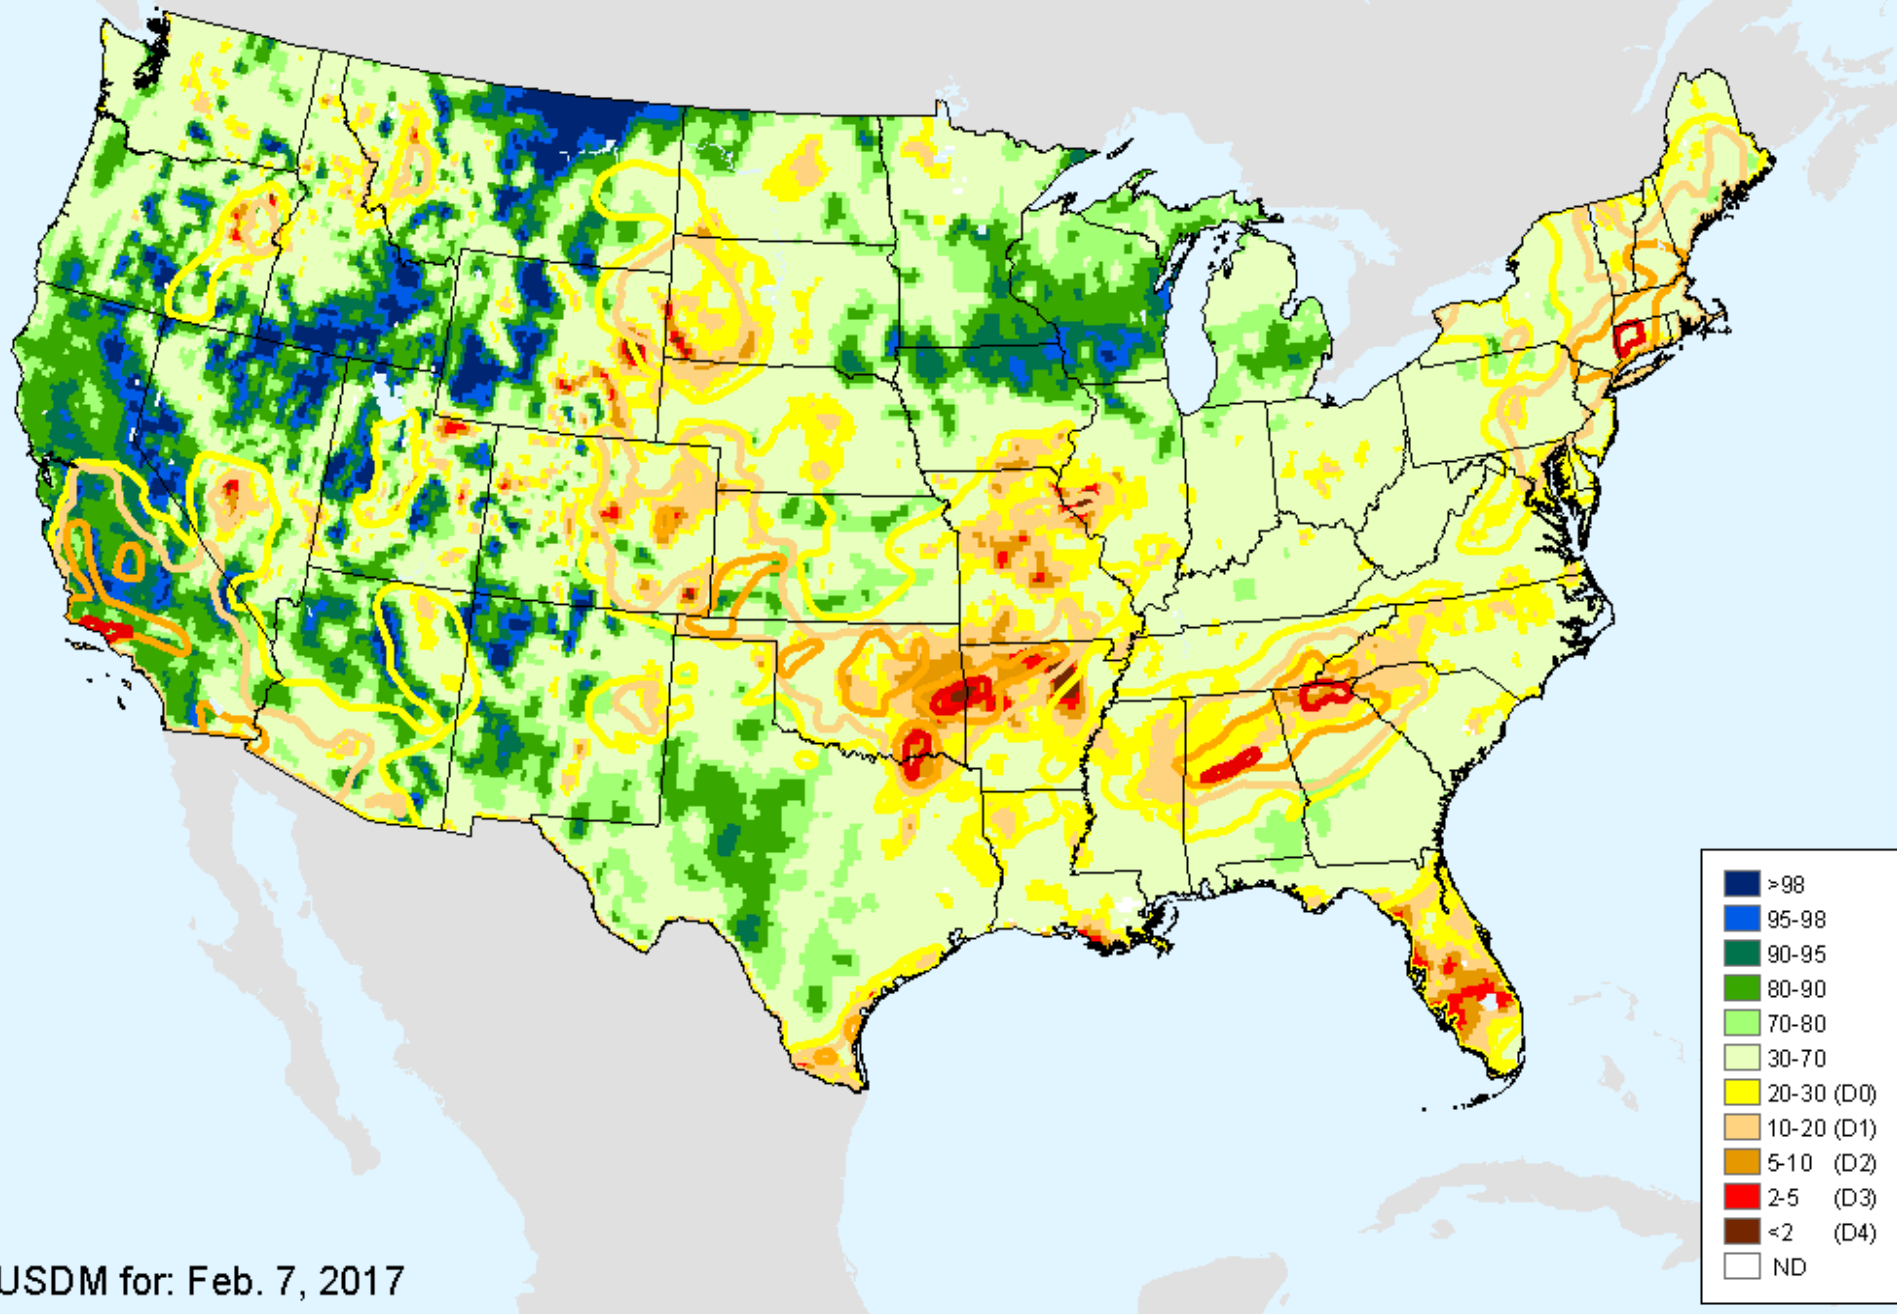 >98
95-98
90-95
80-90
70-80
30-70
20-30 (D0)
10-20 (D1)
5-10 (D2)
2-5 (D3)
<2 (D4)
ND
USDM for: Feb. 7, 2017